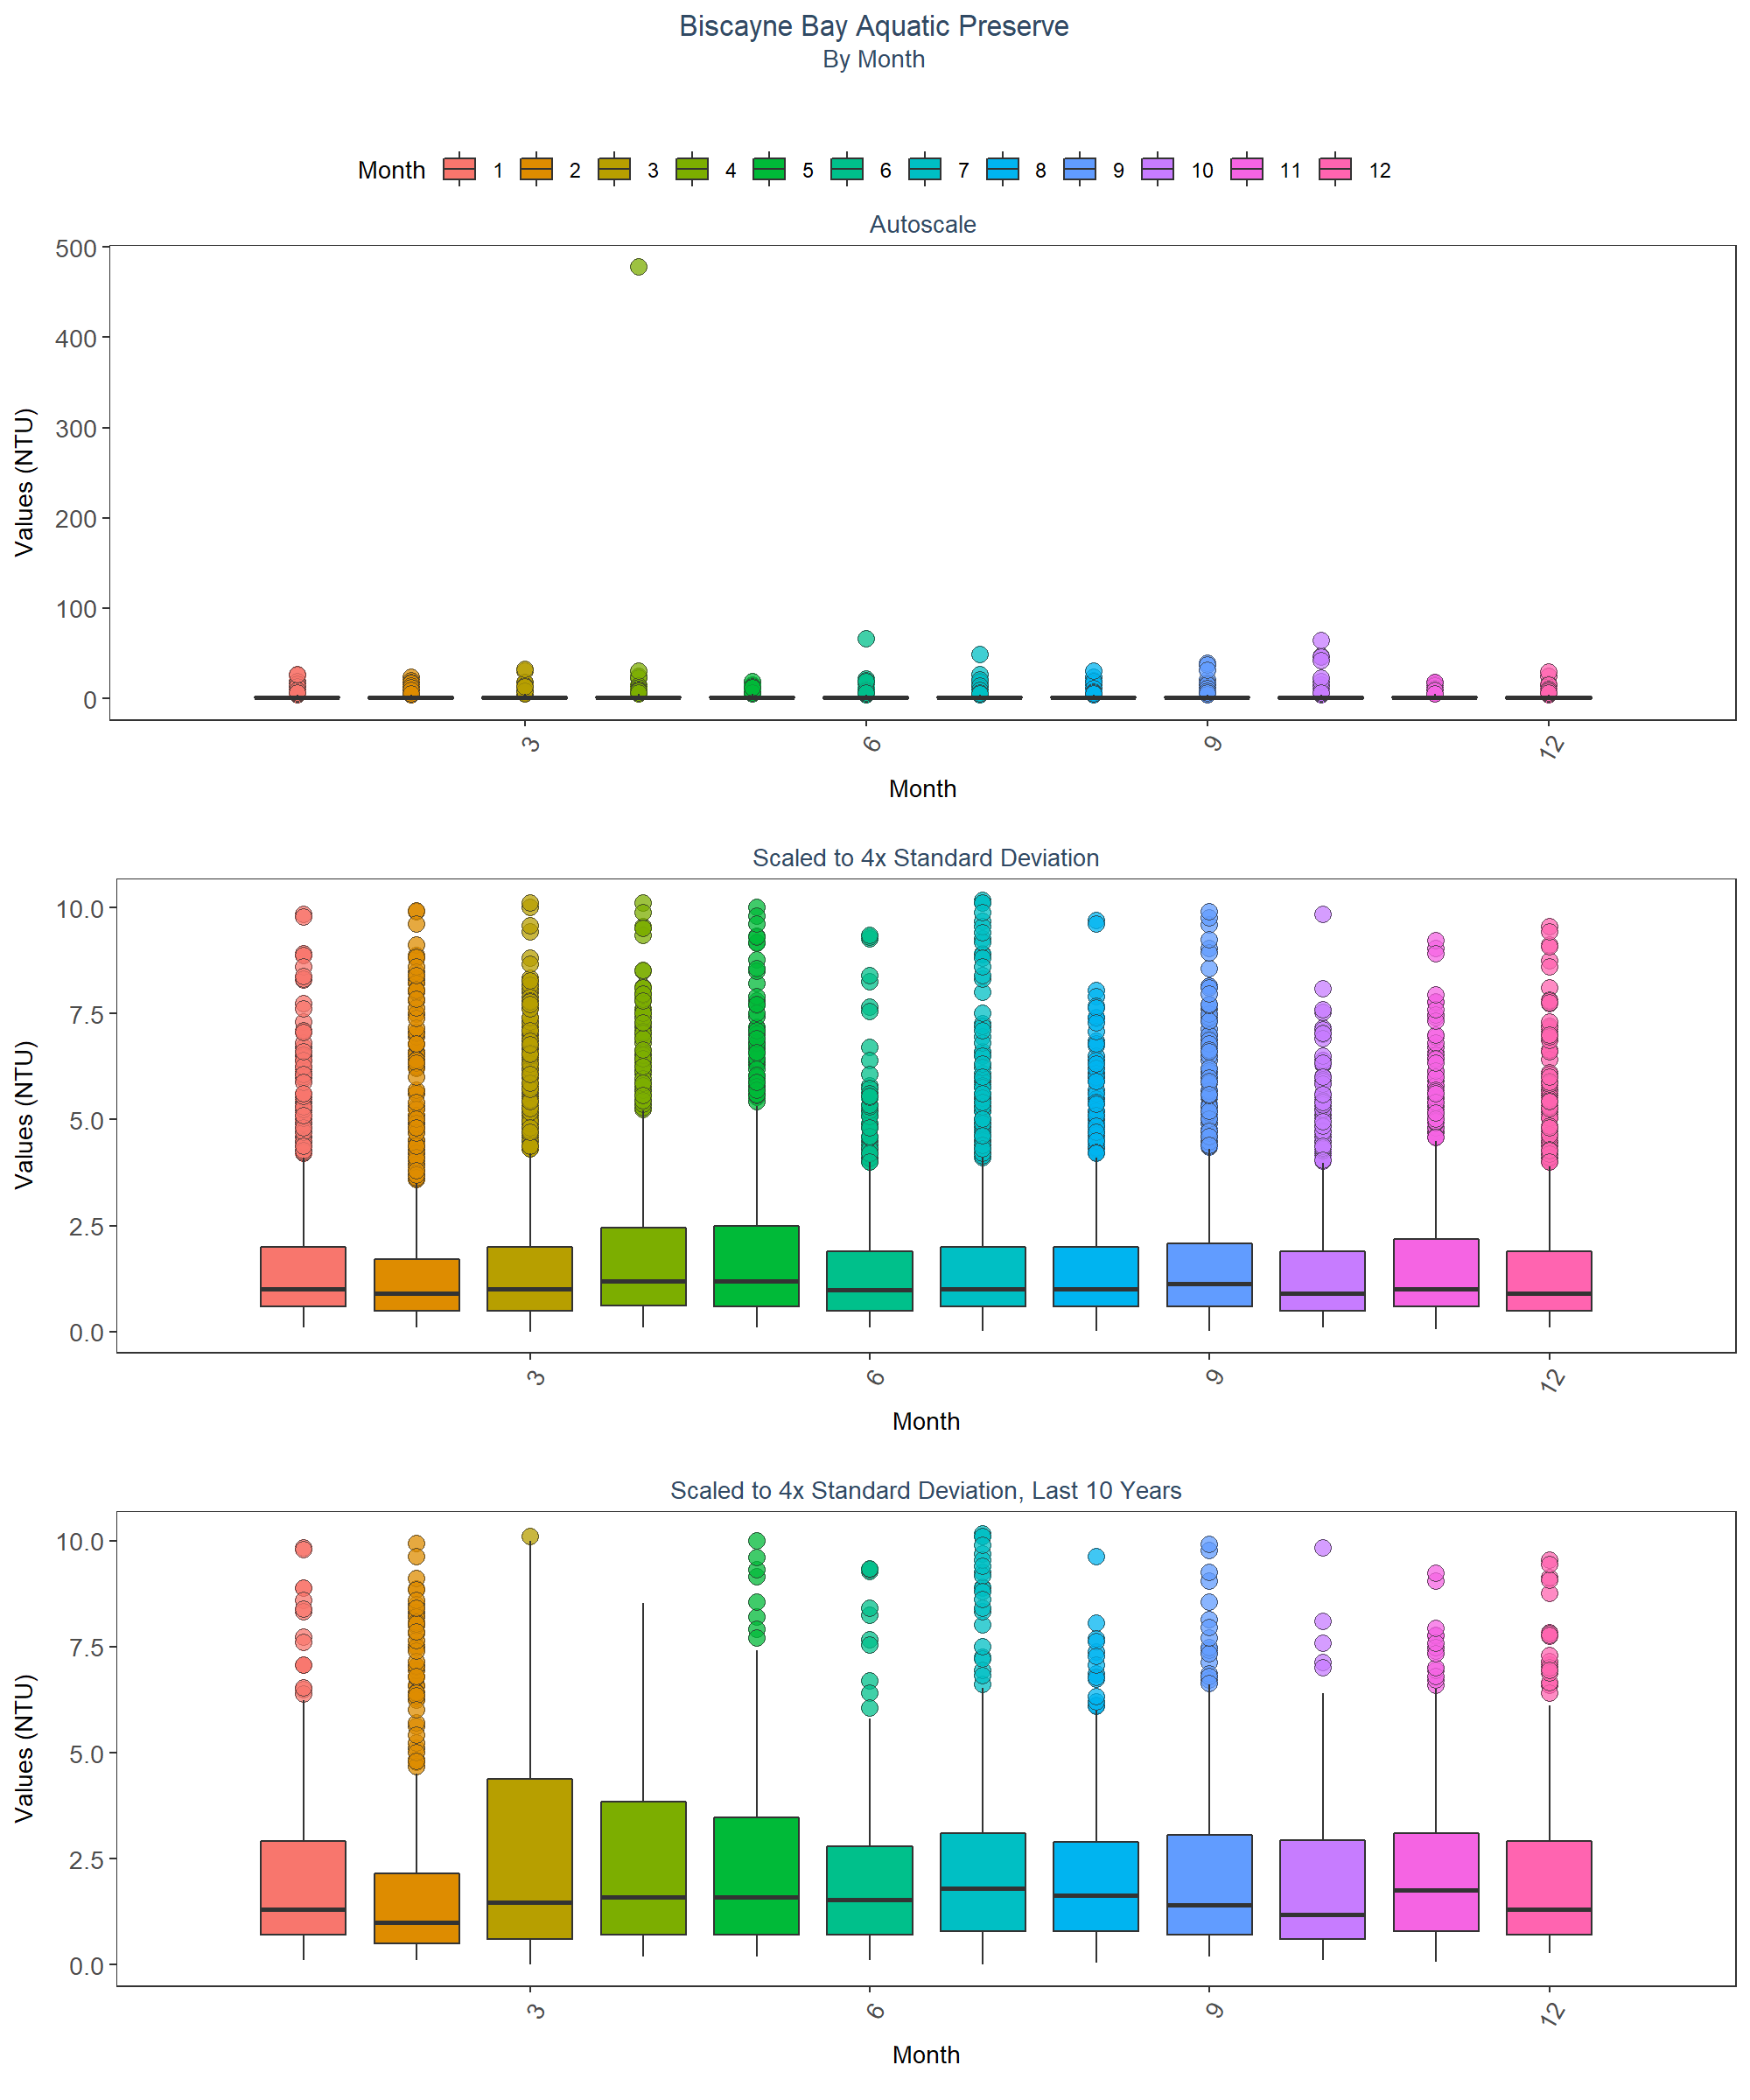 Biscayne Bay Aquatic Preserve
By Month
Month 1 2 3 4 5 6 7 8 9 10 11 12
Autoscale
Values (NTU)
500
400
300
200
100
0
3 6 9 12
Month
Scaled to 4x Standard Deviation
Values (NTU)
10.0
7.5
5.0
2.5
0.0
3 6 9 12
Month
Scaled to 4x Standard Deviation, Last 10 Years
Values (NTU)
10.0
7.5
5.0
2.5
0.0
3 6 9 12
Month